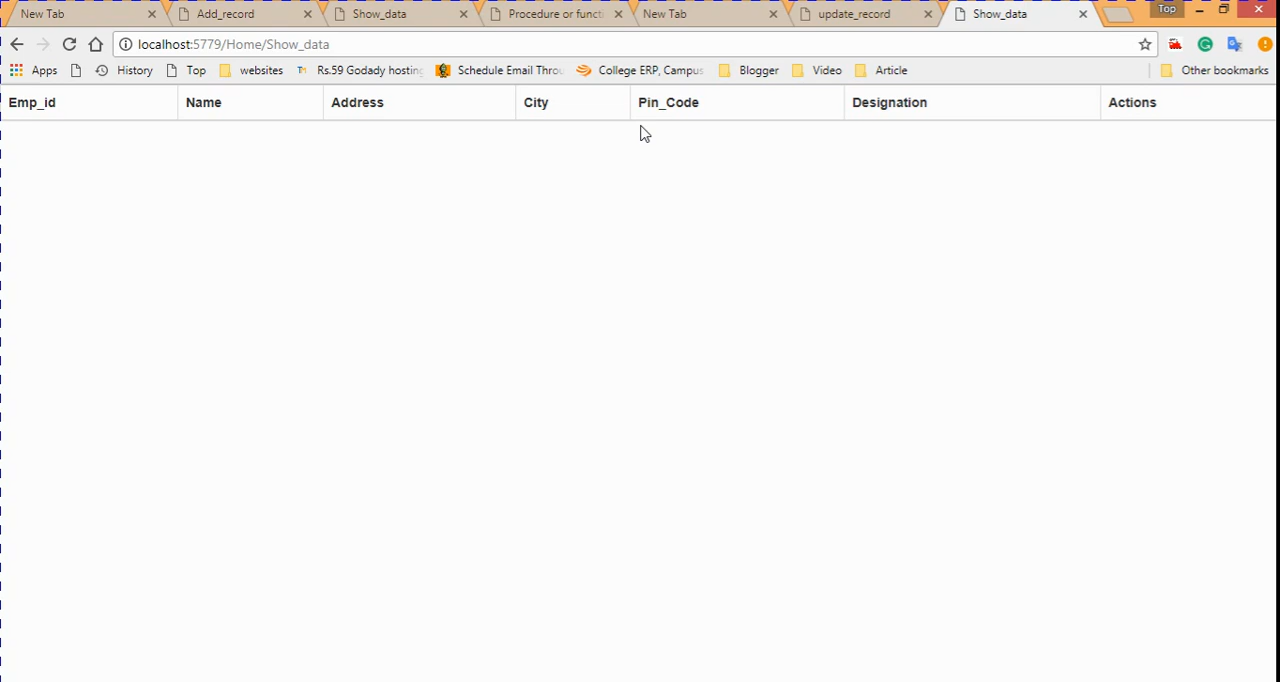 New Tab Add_record Show_data Procedure or functi New Tab update_record Show_data Top
localhost:5779/Home/Show_data
Apps History Top websites Rs.59 Godady hosting Schedule Email Throu College ERP, Campus Blogger Video Article Other bookmarks
Emp_id Name Address City Pin_Code Designation Actions